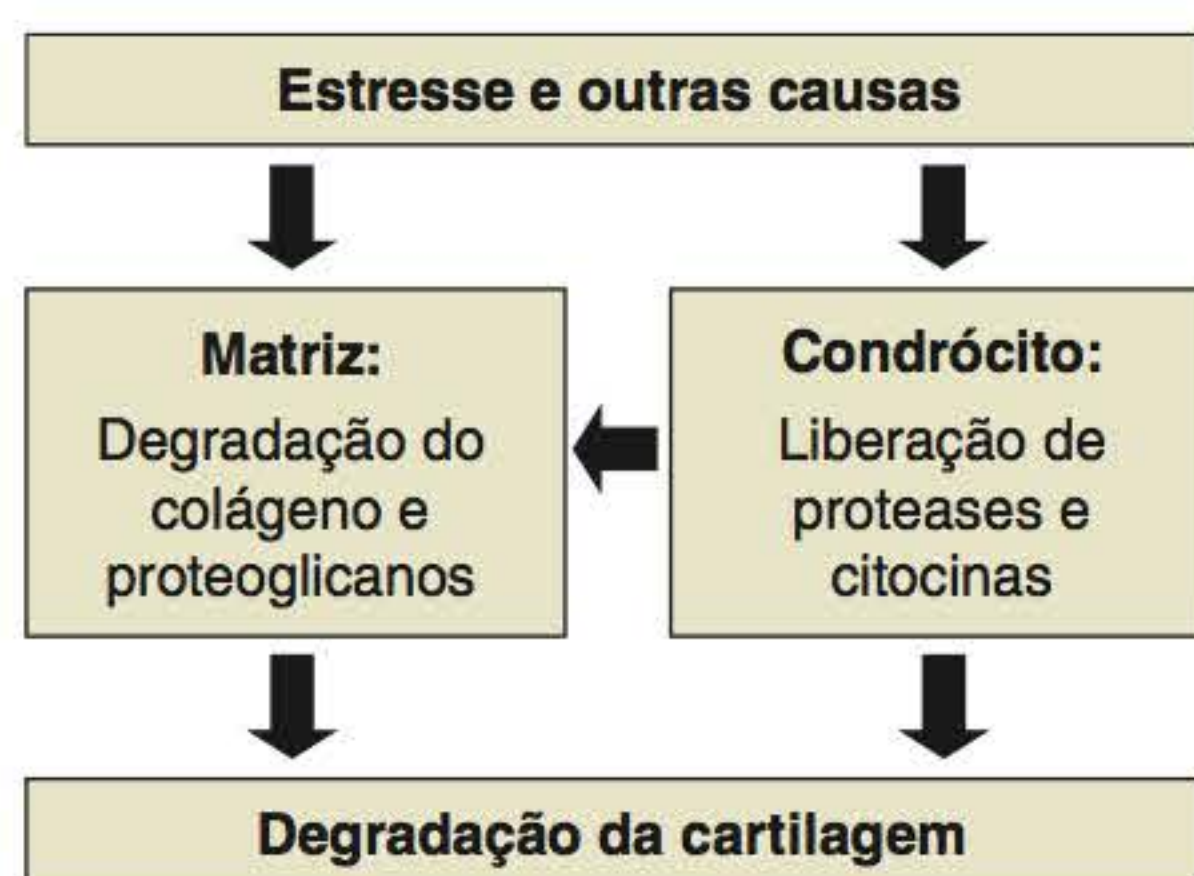 Estresse e outras causas
Matriz:
Degradação do
colágeno e
proteoglicanos
Condrócito:
Liberação de
proteases e
citocinas
Degradação da cartilagem